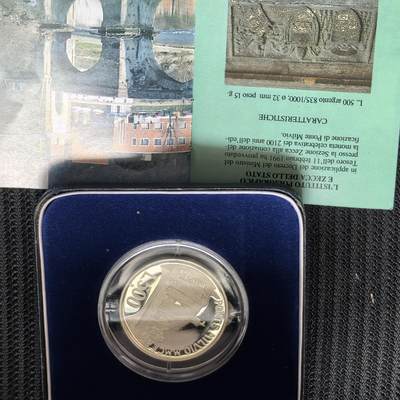 L'ISTITUTO POLIGRAFICO
E ZECCA DELLO STATO
in applicazione del Decreto del Ministro del
Tesoro dell' 11 febbraio 1991 ha provveduto
presso la Sezione Zecca alla coniazione del-
la moneta celebrativa dei 2100 anni dell'edi-
ficazione di Ponte Milvio.
CARATTERISTICHE
L. 500 argento 835/1000, ø 32 mm peso 15 g
L.500
MILVIO